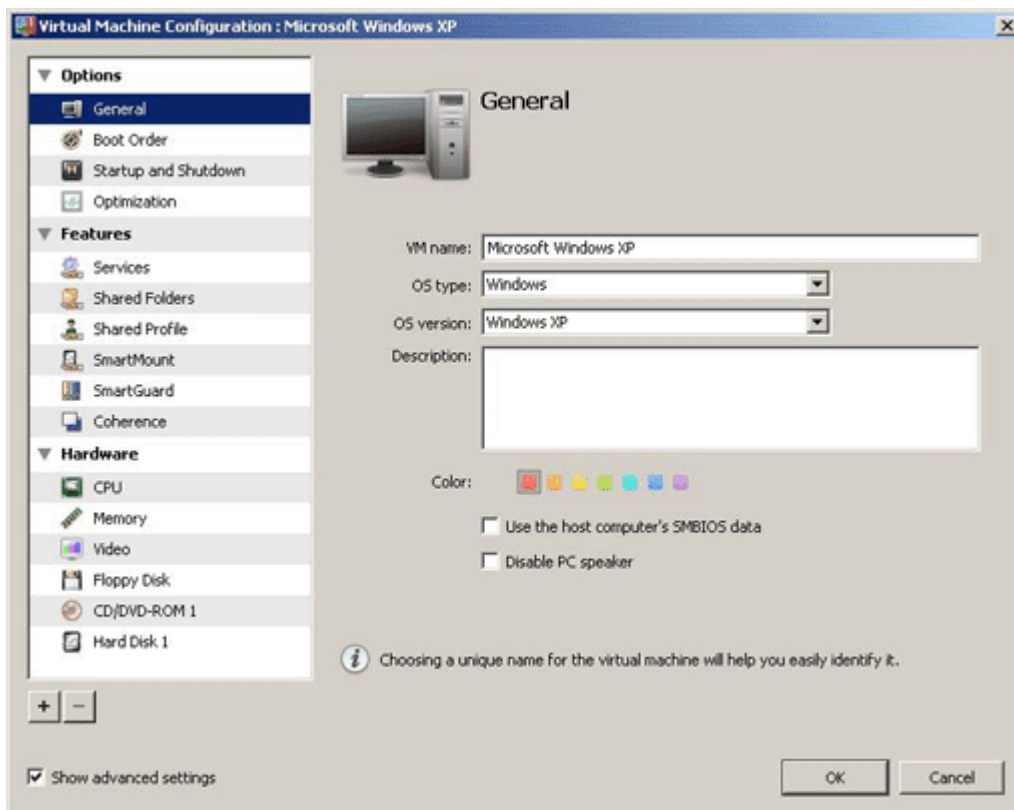 Virtual Machine Configuration : Microsoft Windows XP
Options
General
Boot Order
Startup and Shutdown
Optimization
Features
Services
Shared Folders
Shared Profile
SmartMount
SmartGuard
Coherence
Hardware
CPU
Memory
Video
Floppy Disk
CD/DVD-ROM 1
Hard Disk 1
General
VM name: Microsoft Windows XP
OS type: Windows
OS version: Windows XP
Description:
Color:
Use the host computer's SMBIOS data
Disable PC speaker
Choosing a unique name for the virtual machine will help you easily identify it.
Show advanced settings
OK
Cancel